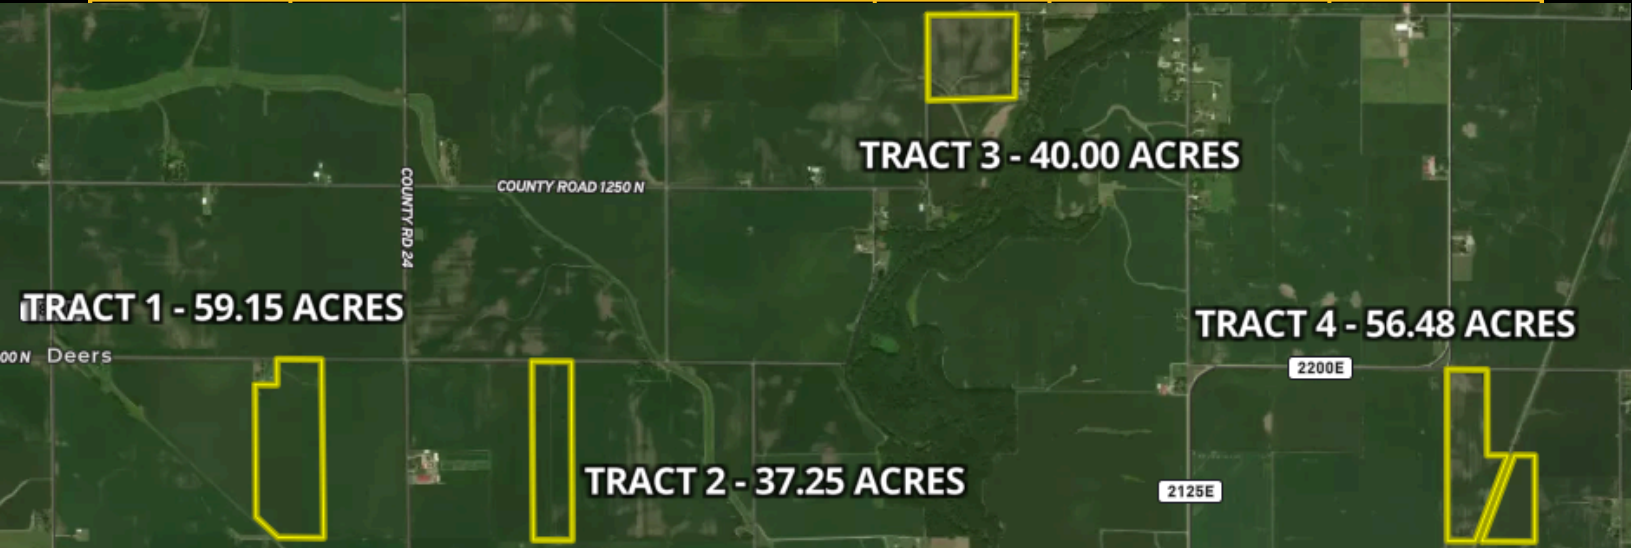 TRACT 3 - 40.00 ACRES
COUNTY ROAD 1250 N
COUNTY RD 24
TRACT 1 - 59.15 ACRES
TRACT 4 - 56.48 ACRES
00 N Deers
2200E
TRACT 2 - 37.25 ACRES
2125E